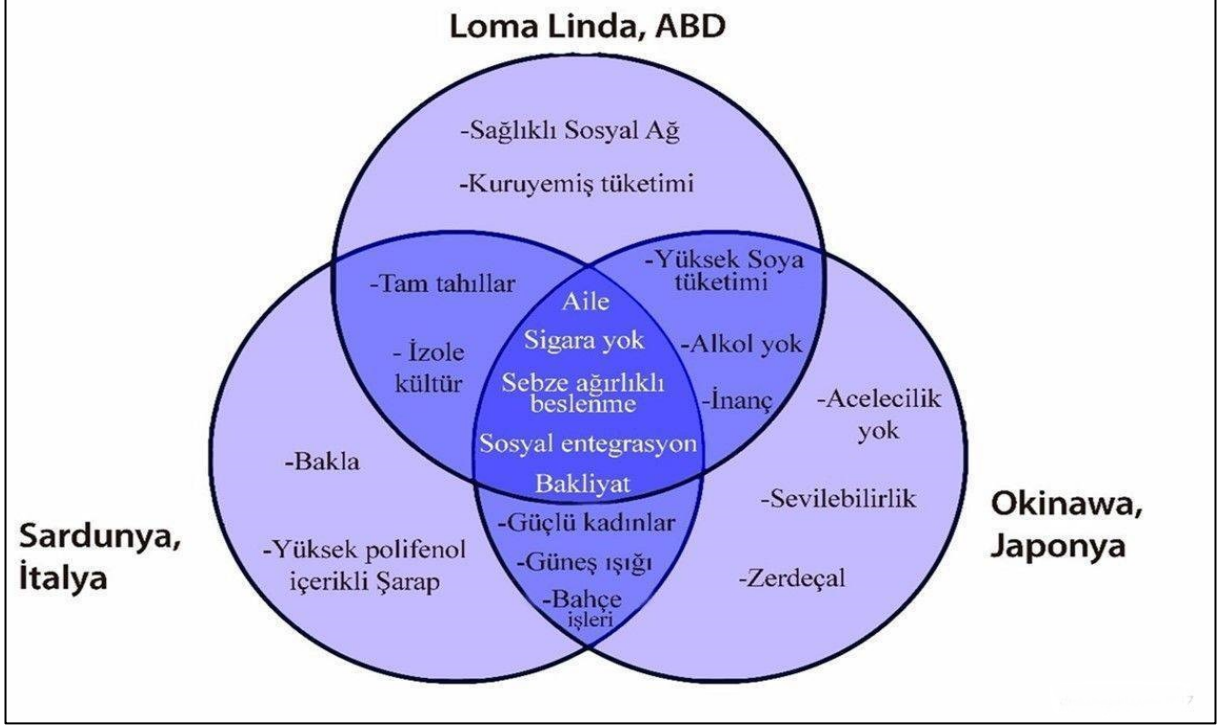 Loma Linda, ABD
-Sağlıklı Sosyal Ağ
-Kuruyemiş tüketimi
-Tam tahıllar
- İzole
kültür
Aile
Sigara yok
Sebze ağırlıklı
beslenme
Sosyal entegrasyon
Bakliyat
-Yüksek Soya
tüketimi
-Alkol yok
-İnanç
-Bakla
-Yüksek polifenol
içerikli Şarap
Sardunya,
İtalya
-Güçlü kadınlar
-Güneş ışığı
-Bahçe
işleri
-Acelecilik
yok
-Sevilebilirlik
-Zerdeçal
Okinawa,
Japonya